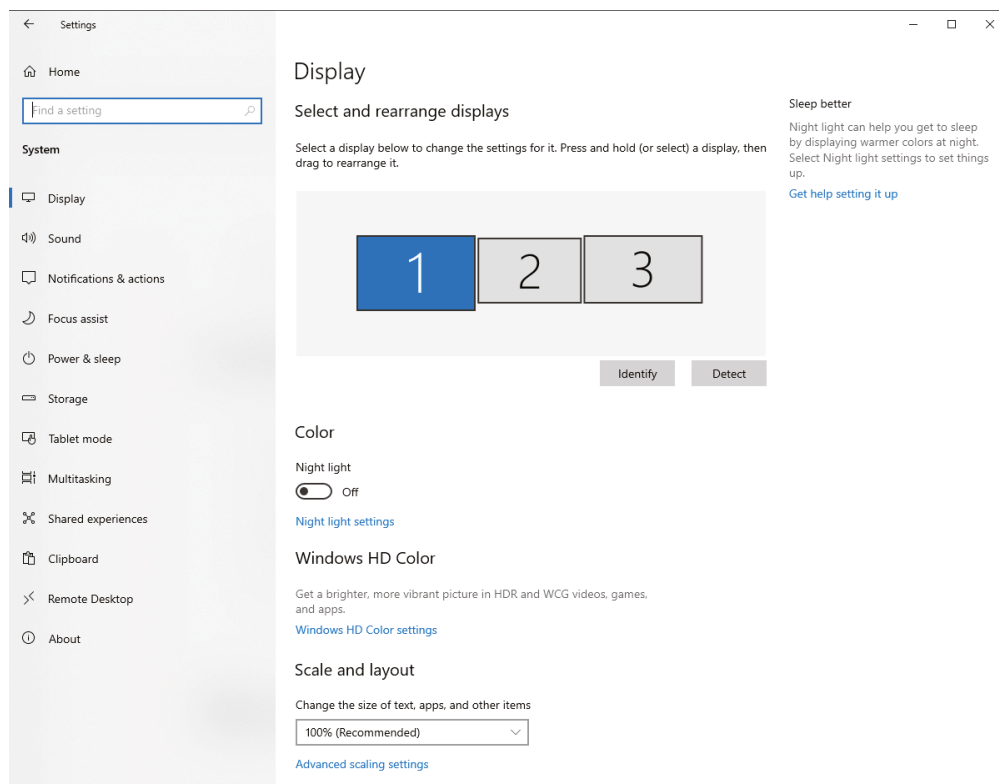 Settings
Home
Find a setting
System
Display
Sound
Notifications & actions
Focus assist
Power & sleep
Storage
Tablet mode
Multitasking
Shared experiences
Clipboard
Remote Desktop
About
Display
Select and rearrange displays
Select a display below to change the settings for it. Press and hold (or select) a display, then
drag to rearrange it.
1 2 3
Identify Detect
Color
Night light
Off
Night light settings
Windows HD Color
Get a brighter, more vibrant picture in HDR and WCG videos, games,
and apps.
Windows HD Color settings
Scale and layout
Change the size of text, apps, and other items
100% (Recommended)
Advanced scaling settings
Sleep better
Night light can help you get to sleep
by displaying warmer colors at night.
Select Night light settings to set things
up.
Get help setting it up